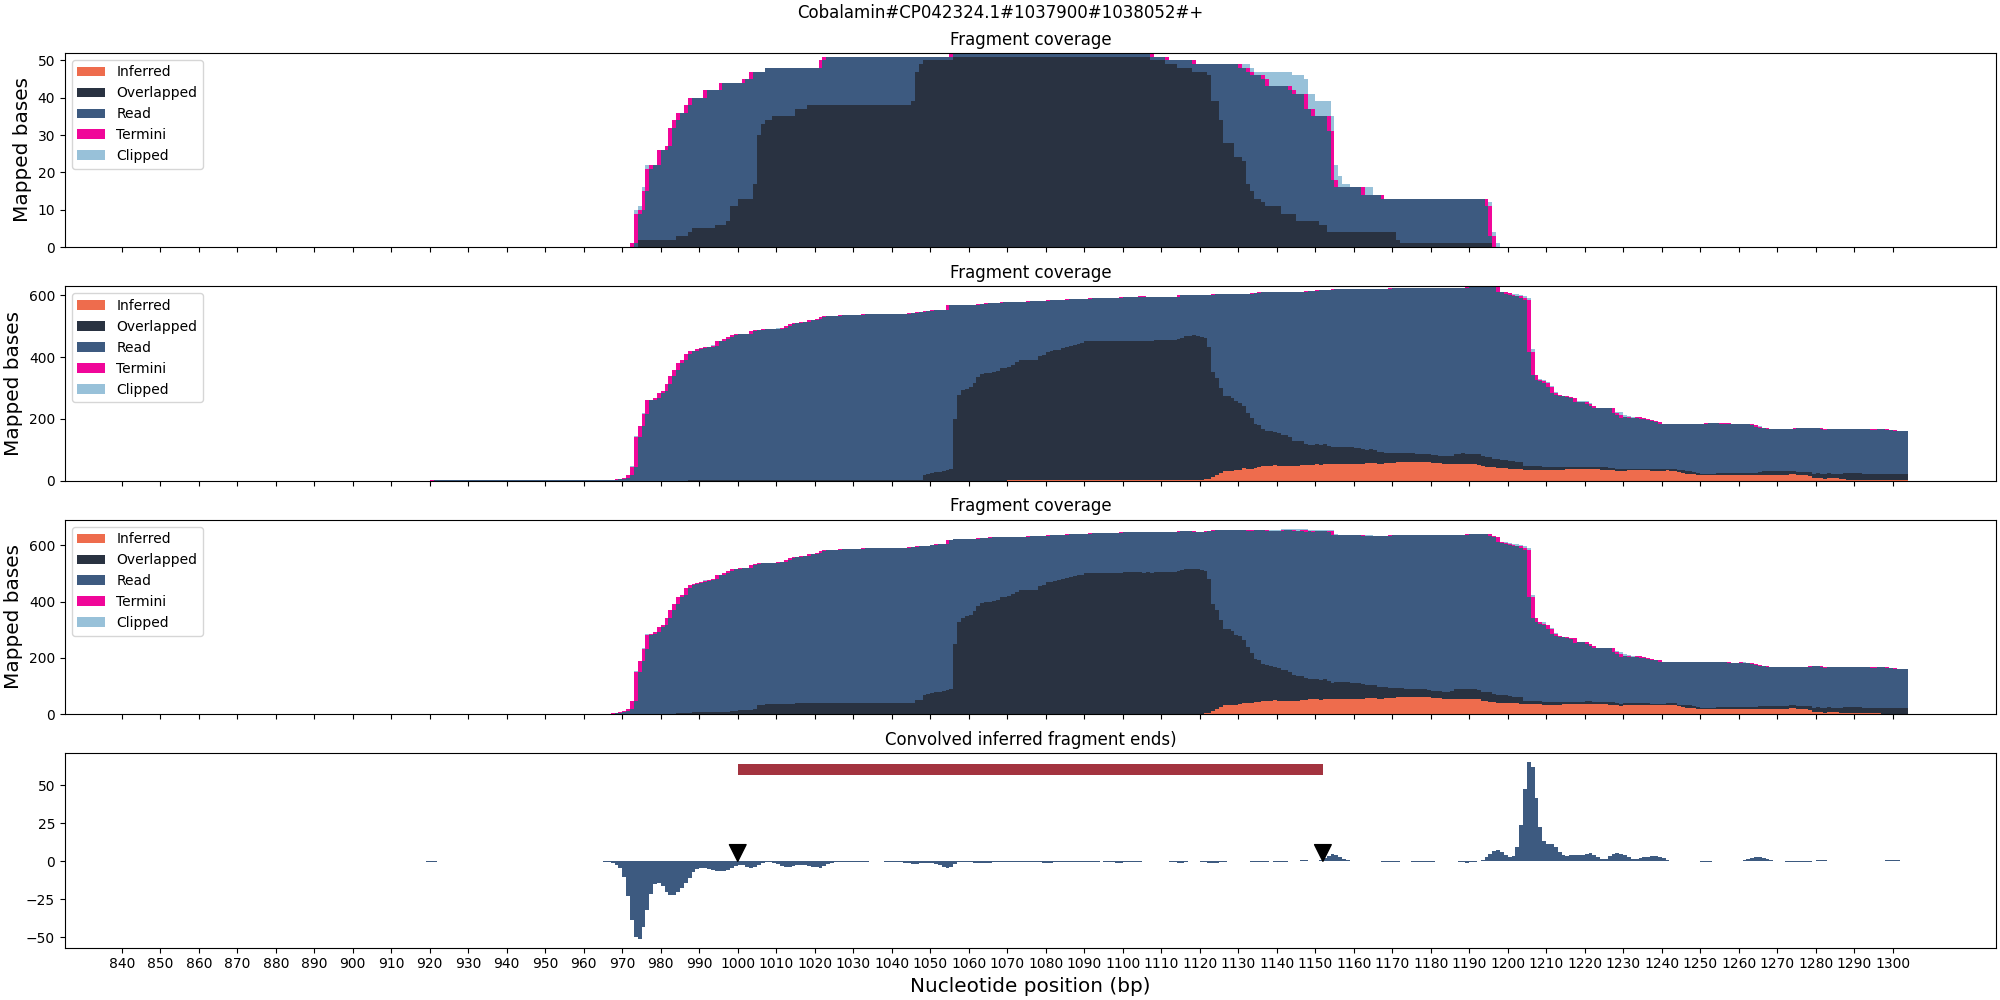 Cobalamin#CP042324.1#1037900#1038052#+
Fragment coverage
Mapped bases
50
40
30
20
10
0
Inferred
Overlapped
Read
Termini
Clipped
Fragment coverage
Mapped bases
600
400
200
0
Inferred
Overlapped
Read
Termini
Clipped
Fragment coverage
Mapped bases
600
400
200
0
Inferred
Overlapped
Read
Termini
Clipped
Convolved inferred fragment ends)
50
25
0
−25
−50
840 850 860 870 880 890 900 910 920 930 940 950 960 970 980 990 1000 1010 1020 1030 1040 1050 1060 1070 1080 1090 1100 1110 1120 1130 1140 1150 1160 1170 1180 1190 1200 1210 1220 1230 1240 1250 1260 1270 1280 1290 1300
Nucleotide position (bp)